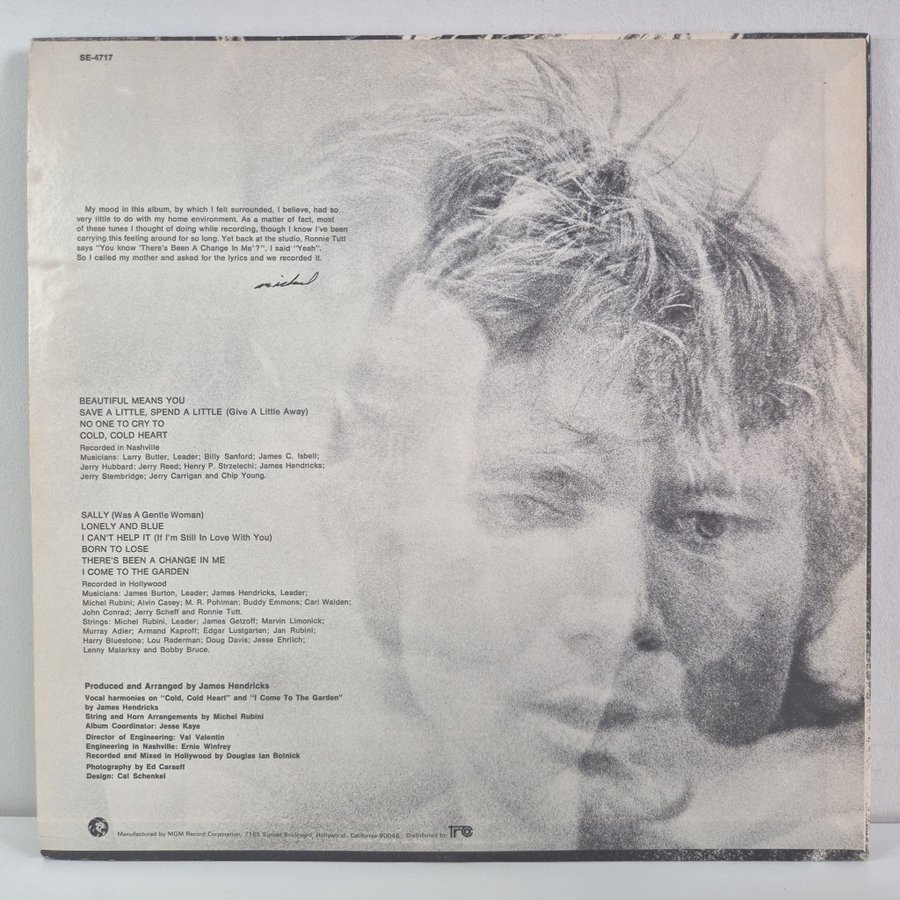 SE-4717
My mood in this album, by which I felt surrounded, I believe, had so
very little to do with my home environment. As a matter of fact, most
of these tunes I thought of doing while recording, though I know I've been
carrying this feeling around for so long. Yet back at the studio, Ronnie Tutt
says "You know 'There's Been A Change In Me'?". I said "Yeah".
So I called my mother and asked for the lyrics and we recorded it.
michael
BEAUTIFUL MEANS YOU
SAVE A LITTLE, SPEND A LITTLE (Give A Little Away)
NO ONE TO CRY TO
COLD, COLD HEART
Recorded in Nashville
Musicians: Larry Butler, Leader; Billy Sanford; James C. Isbell;
Jerry Hubbard; Jerry Reed; Henry P. Strzelechi; James Hendricks;
Jerry Stembridge; Jerry Carrigan and Chip Young.
SALLY (Was A Gentle Woman)
LONELY AND BLUE
I CAN'T HELP IT (If I'm Still In Love With You)
BORN TO LOSE
THERE'S BEEN A CHANGE IN ME
I COME TO THE GARDEN
Recorded in Hollywood
Musicians: James Burton, Leader; James Hendricks, Leader;
Michel Rubini; Alvin Casey; M. R. Pohlman; Buddy Emmons; Carl Walden;
John Conrad; Jerry Scheff and Ronnie Tutt.
Strings: Michel Rubini, Leader; James Getzoff; Marvin Limonick;
Murray Adler; Armand Kaproff; Edgar Lustgarten; Jan Rubini;
Harry Bluestone; Lou Raderman; Doug Davis; Jesse Ehrlich;
Lenny Malarksy and Bobby Bruce.
Produced and Arranged by James Hendricks
Vocal harmonies on "Cold, Cold Heart" and "I Come To The Garden"
by James Hendricks
String and Horn Arrangements by Michel Rubini
Album Coordinator: Jesse Kaye
Director of Engineering: Val Valentin
Engineering in Nashville: Ernie Winfrey
Recorded and Mixed in Hollywood by Douglas Ian Botnick
Photography by Ed Caraeff
Design: Cal Schenkel
Manufactured by MGM Record Corporation, 7165 Sunset Boulevard, Hollywood, California 90046 Distributed by: TRC